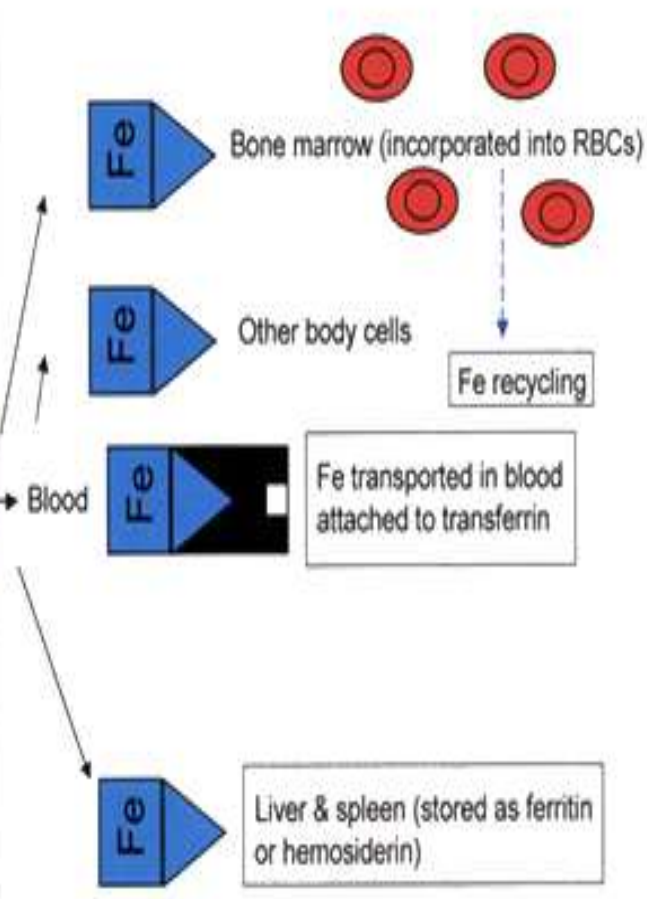 Fe
Bone marrow (incorporated into RBCs)
Fe
Other body cells
Fe recycling
Blood
Fe
Fe transported in blood
attached to transferrin
Fe
Liver & spleen (stored as ferritin
or hemosiderin)